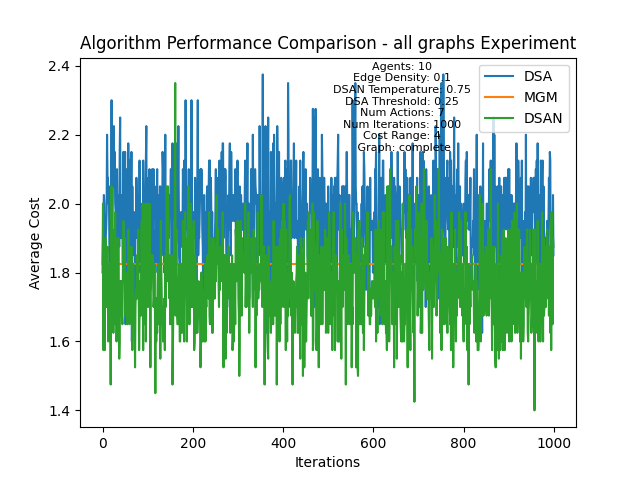 Algorithm Performance Comparison - all graphs Experiment
Agents: 10
Edge Density: 0.1
DSAN Temperature: 0.75
DSA Threshold: 0.25
Num Actions: 7
Num Iterations: 1000
Cost Range: 4
Graph: complete
DSA
MGM
DSAN
Average Cost
2.4
2.2
2.0
1.8
1.6
1.4
0
200
400
600
800
1000
Iterations